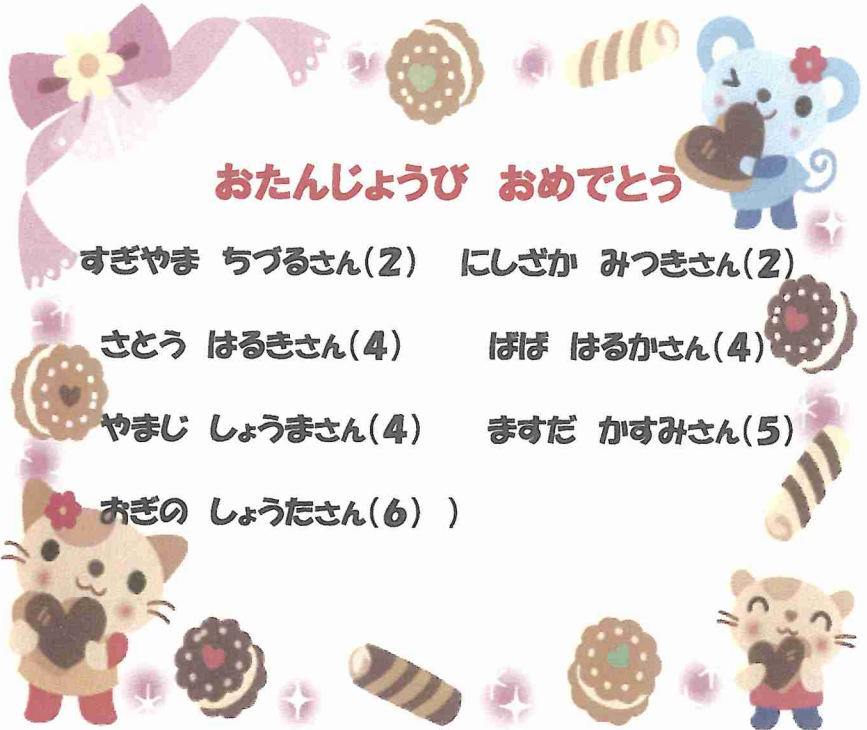 おたんじょうび おめでとう
すぎやま ちづるさん(2) にしざか みつきさん(2)
さとう はるきさん(4) ばば はるかさん(4)
やまじ しょうまさん(4) ますだ かすみさん(5)
おぎの しょうたさん(6) )